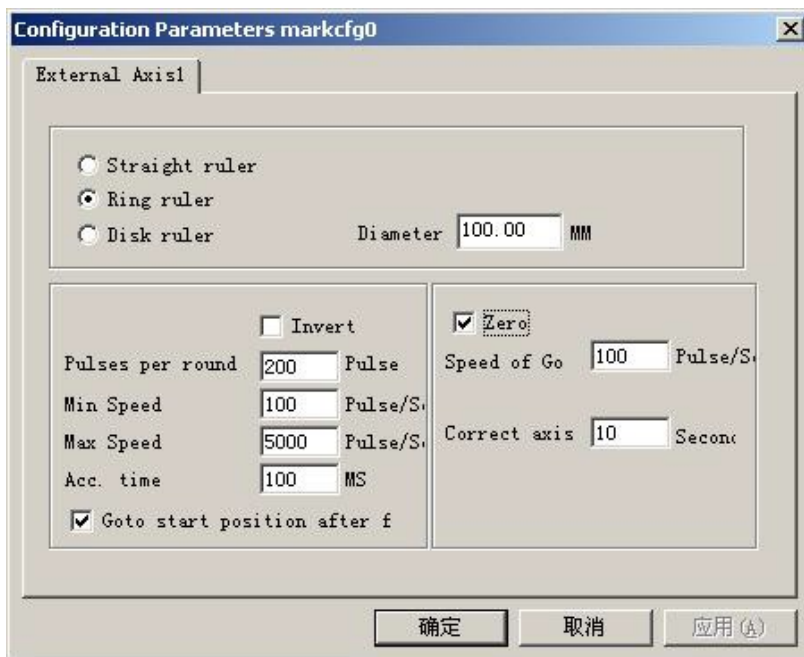 Configuration Parameters markcfg0
External Axis1
Straight ruler
Ring ruler
Disk ruler
Diameter 100.00 MM
Invert
Pulses per round 200 Pulse
Min Speed 100 Pulse/S
Max Speed 5000 Pulse/S
Acc. time 100 MS
Goto start position after f
Zero
Speed of Go 100 Pulse/S
Correct axis 10 Second
确定 取消 应用(A)